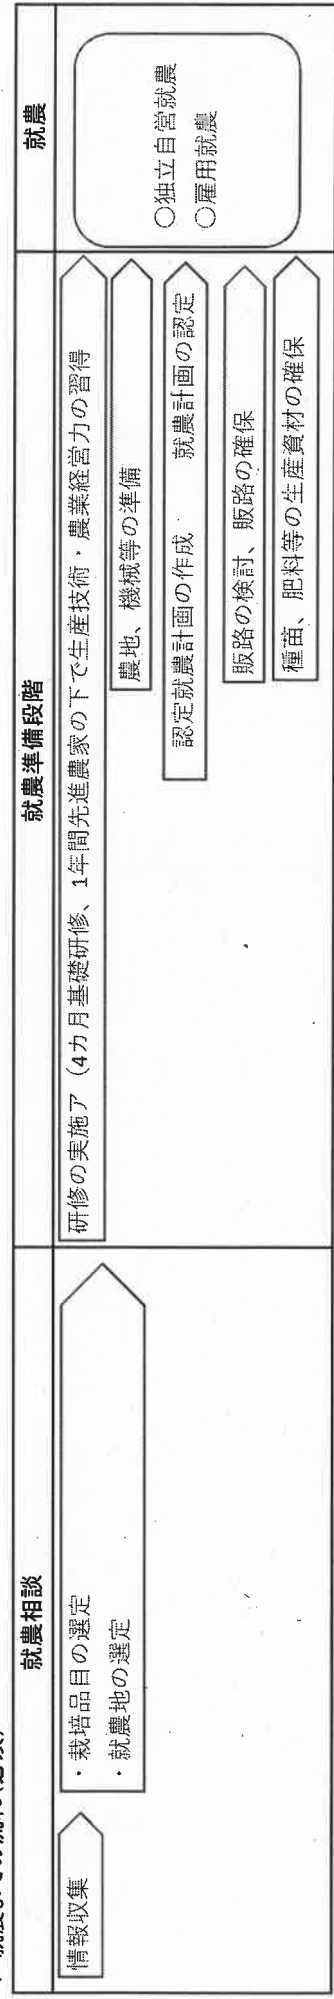 就農相談
情報収集
・栽培品目の選定
・就農地の選定
就農準備段階
研修の実施ア（4カ月基礎研修、1年間先進農家の下で生産技術・農業経営力の習得
農地、機械等の準備
認定就農計画の作成　　就農計画の認定
販路の検討、販路の確保
種苗、肥料等の生産資材の確保
就農
○独立自営就農
○雇用就農